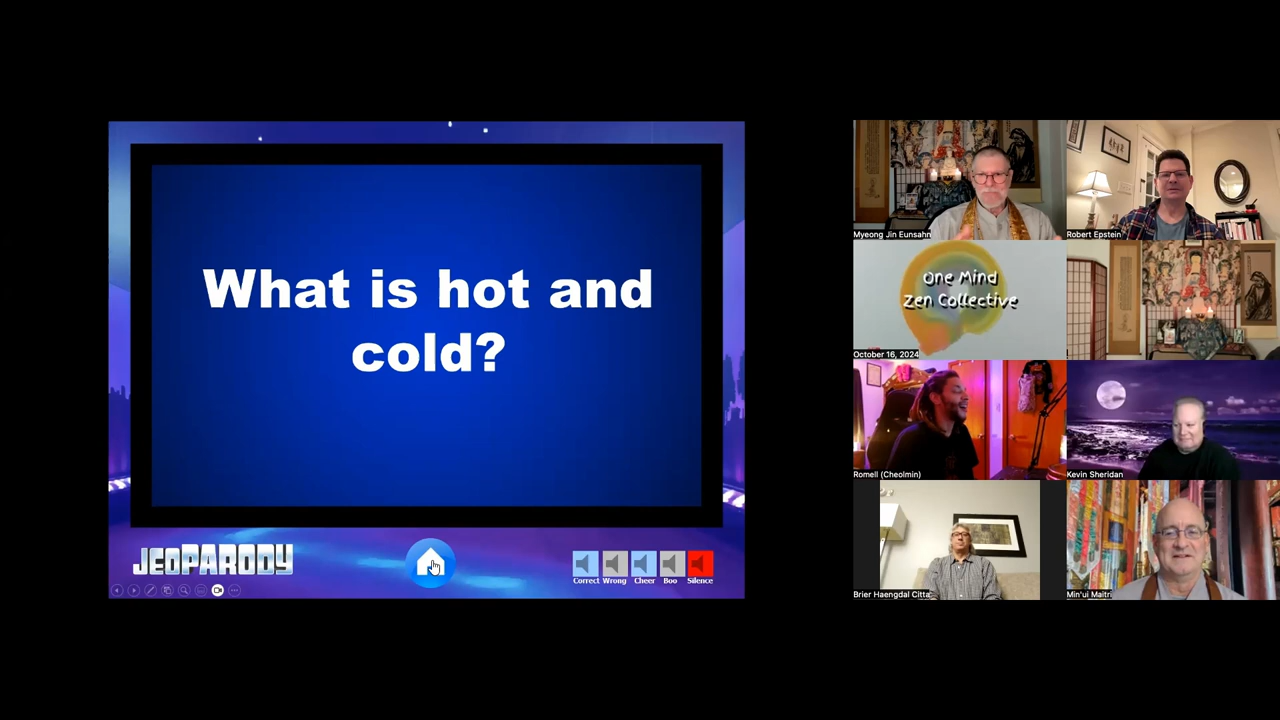 What is hot and
cold?
JEOPARODY
Correct Wrong Cheer Boo Silence
Myeong Jin Eunsahn
Robert Epstein
One Mind
Zen Collective
October 16, 2024
Romell (Cheolmin)
Kevin Sheridan
Brier Haengdal Citta
Min'ui Maitri